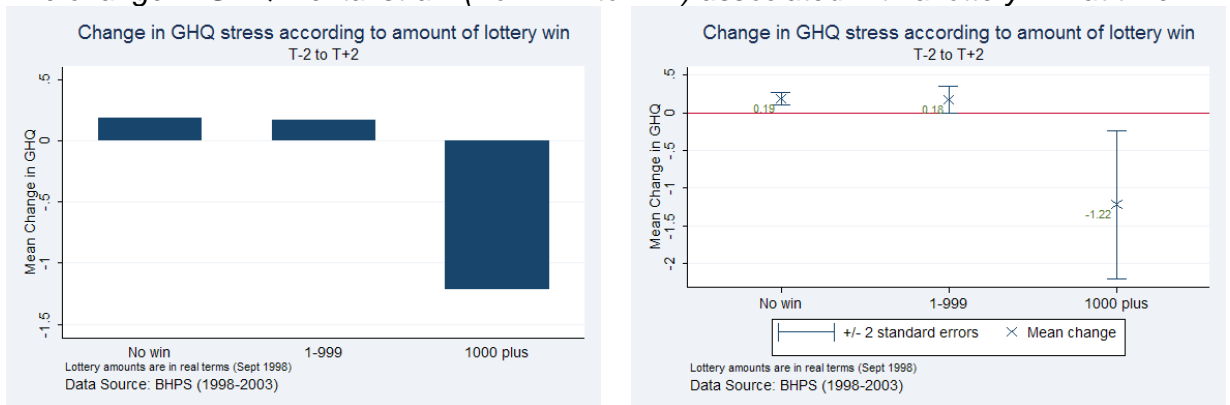 Change in GHQ stress according to amount of lottery win
T-2 to T+2
Mean Change in GHQ
.5
0
-.5
-1
-1.5
No win 1-999 1000 plus
Lottery amounts are in real terms (Sept 1998)
Data Source: BHPS (1998-2003)
Change in GHQ stress according to amount of lottery win
T-2 to T+2
Mean Change in GHQ
.5
0
-.5
-1
-1.5
-2
0.19
0.18
-1.22
No win 1-999 1000 plus
+/- 2 standard errors Mean change
Lottery amounts are in real terms (Sept 1998)
Data Source: BHPS (1998-2003)